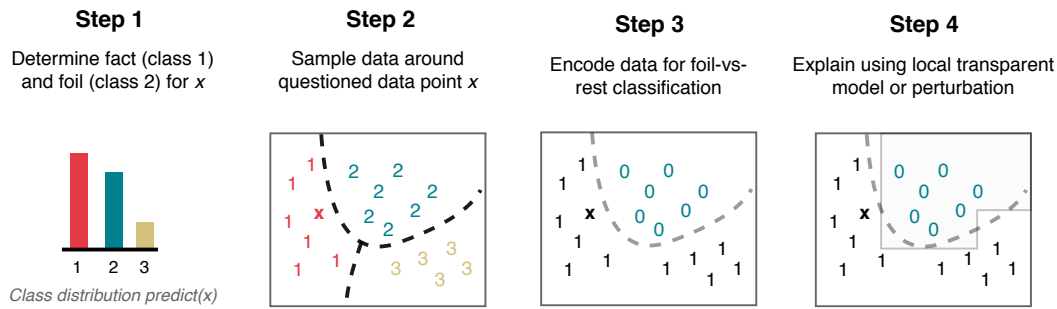 Step 1
Determine fact (class 1)
and foil (class 2) for x
1 2 3
Class distribution predict(x)
Step 2
Sample data around
questioned data point x
1 2 2
1 2 2
1 x 2 2
1 2
3 3
1 1 3 3
3 3
Step 3
Encode data for foil-vs-
rest classification
1 0 0
1 0 0
1 x 0 0
0
1 1
1 1 1 1
1 1
Step 4
Explain using local transparent
model or perturbation
1 0 0
1 0 0
1 x 0 0
0
1 1
1 1 1 1
1 1